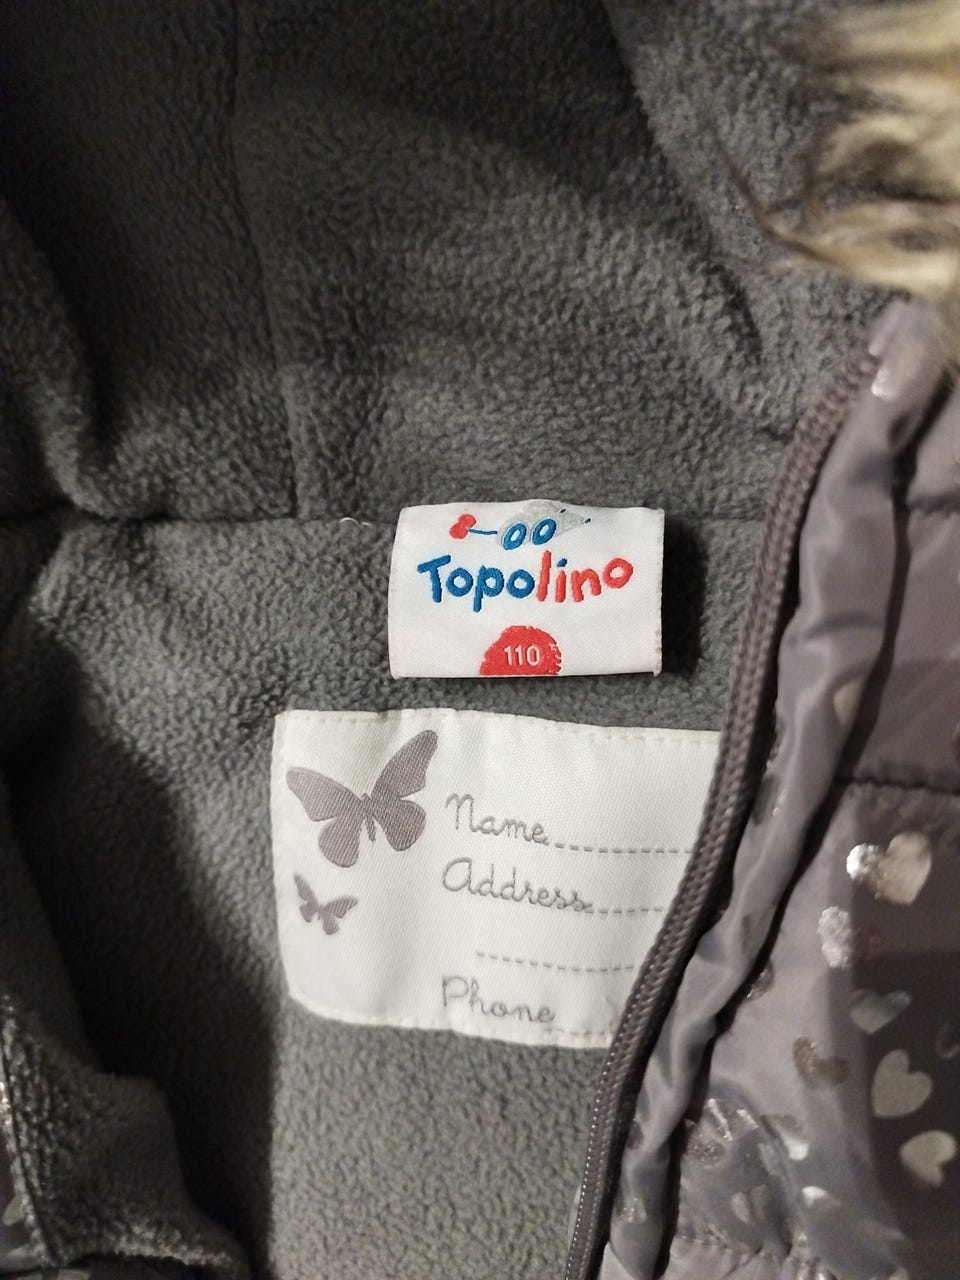 Topolino
110
Name
Address
Phone